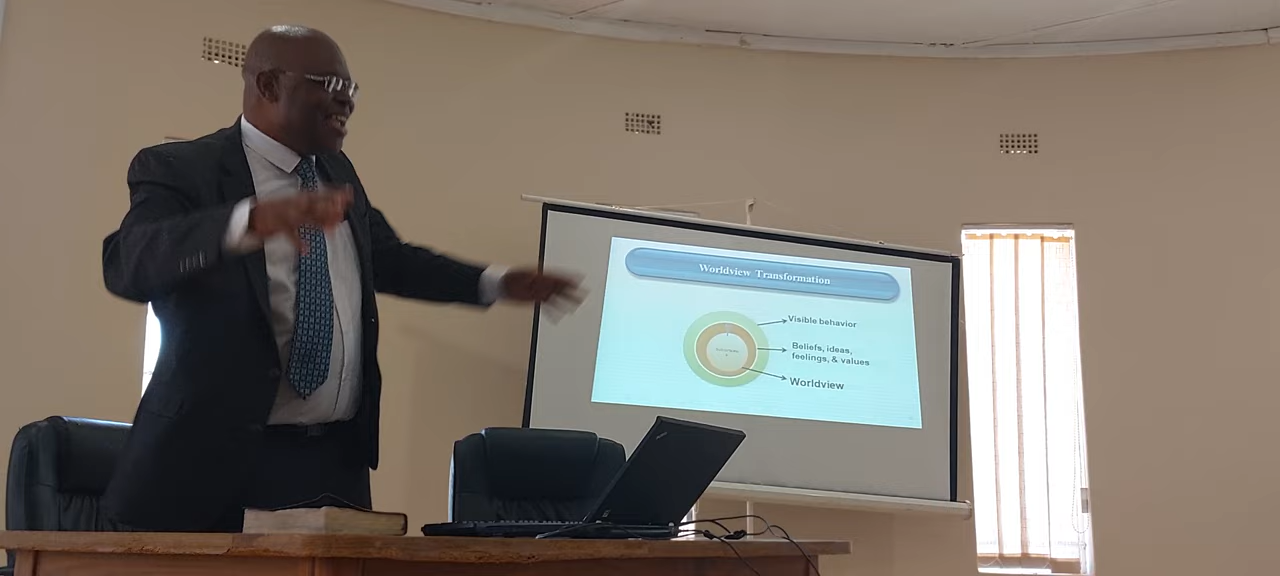 Worldview Transformation
Visible behavior
Beliefs, ideas,
feelings, & values
Worldview